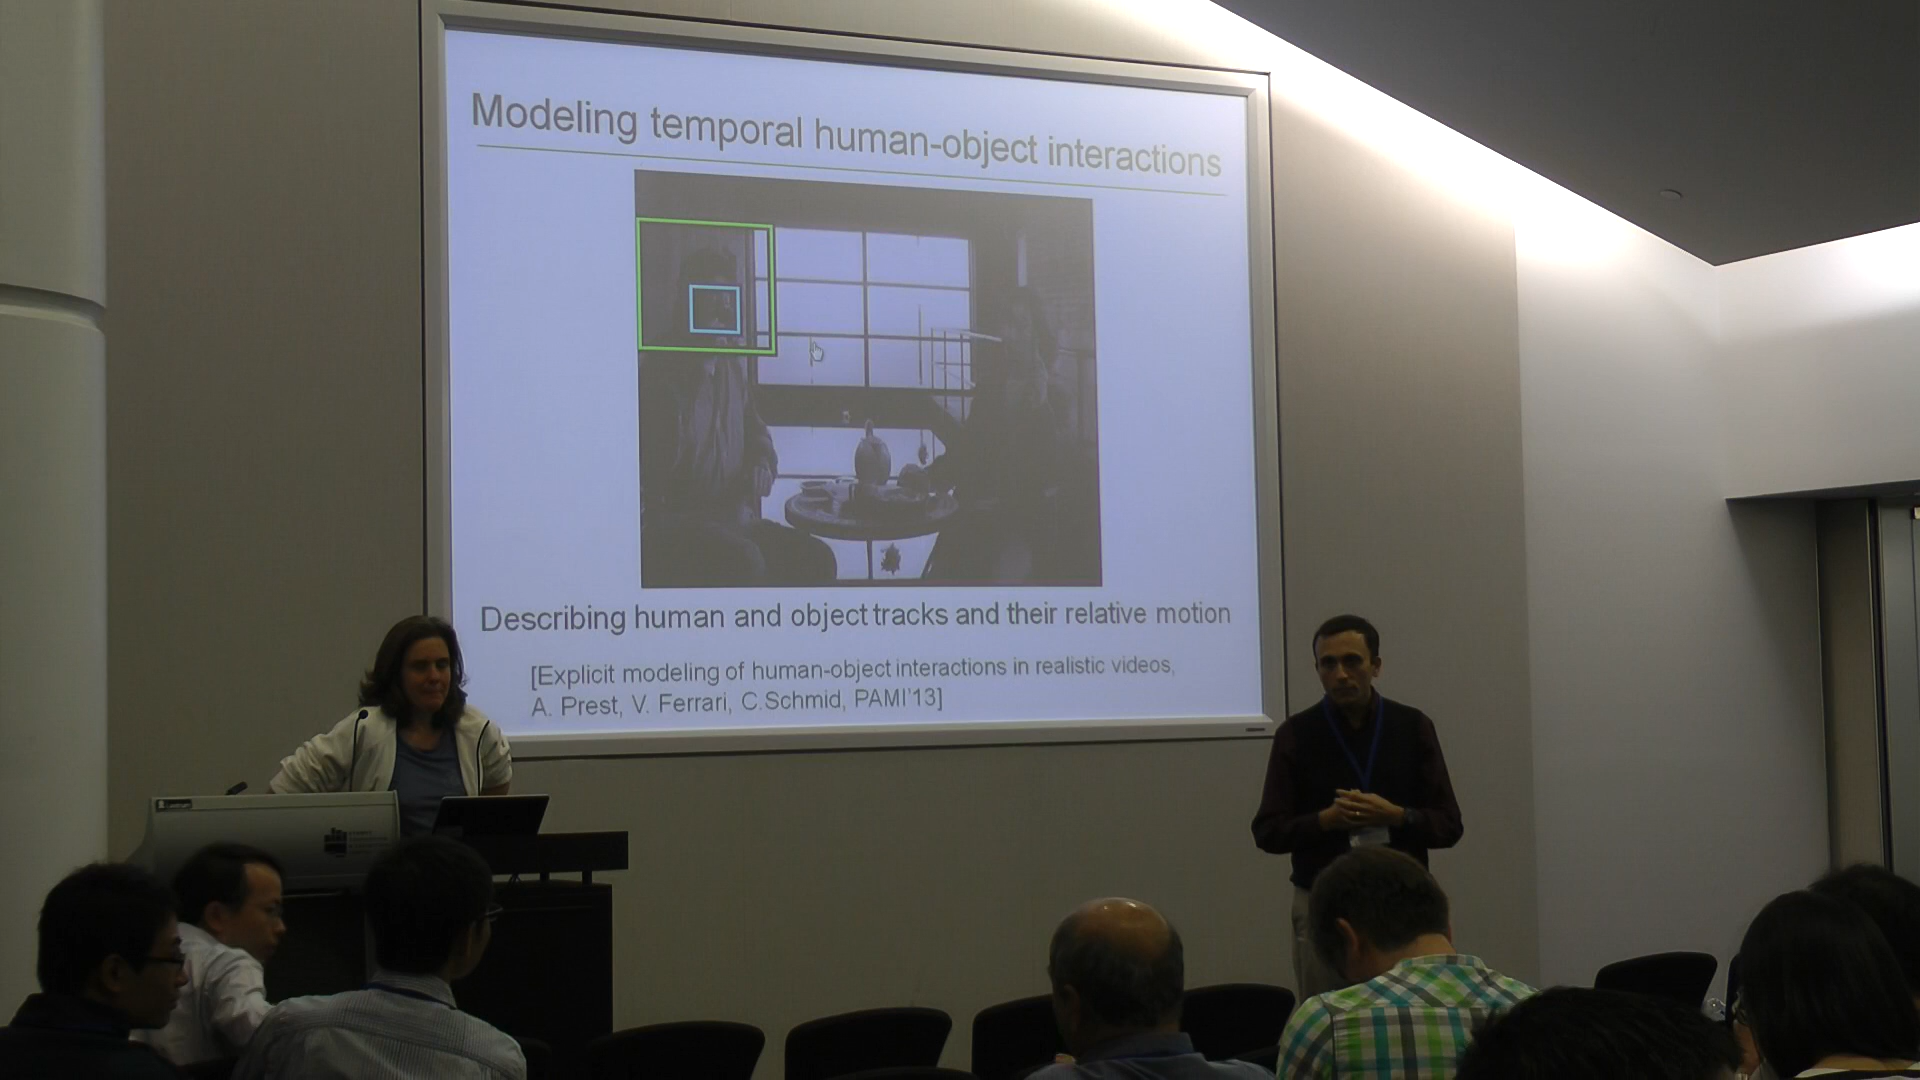 Modeling temporal human-object interactions
Describing human and object tracks and their relative motion
[Explicit modeling of human-object interactions in realistic videos,
A. Prest, V. Ferrari, C.Schmid, PAMI'13]